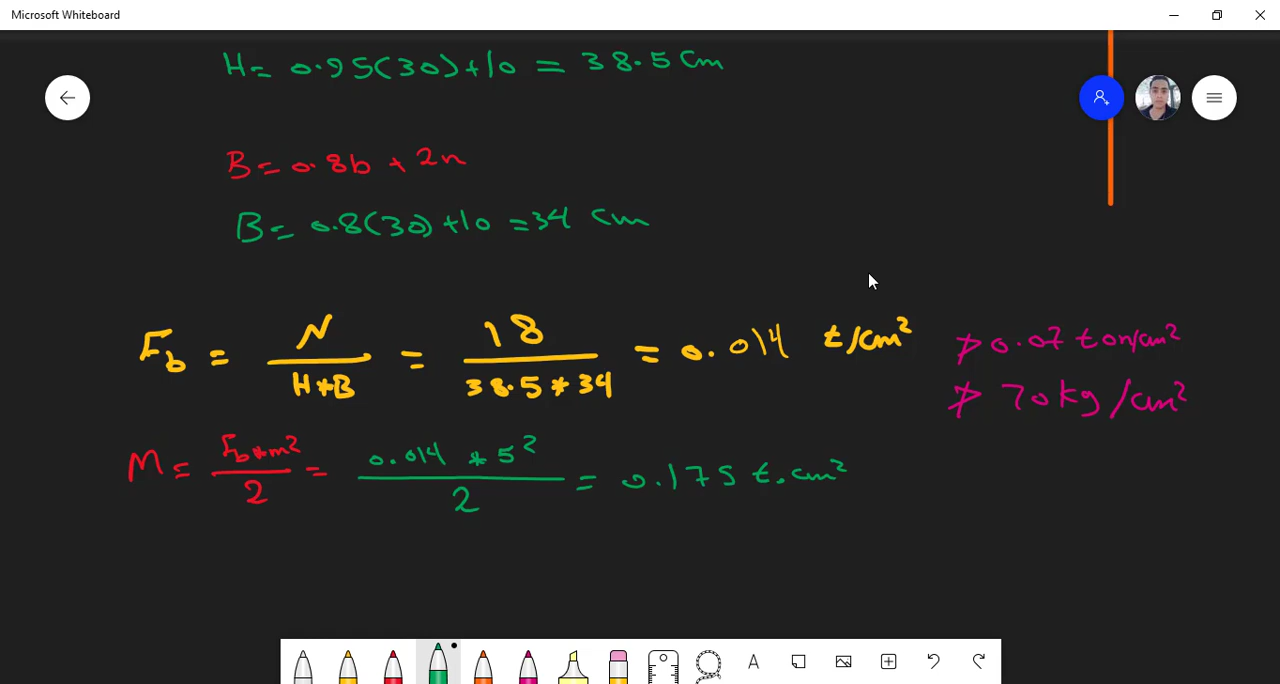 Microsoft Whiteboard
H = 0.95(30)+10 = 38.5 cm
B = 0.8b + 2n
B = 0.8(30)+10 = 34 cm
Fb = N / H*B = 18 / 38.5 * 34 = 0.014 t/cm²
≯ 0.07 ton/cm²
≯ 70 kg/cm²
M = Fb*m² / 2 = 0.014 * 5² / 2 = 0.175 t.cm²